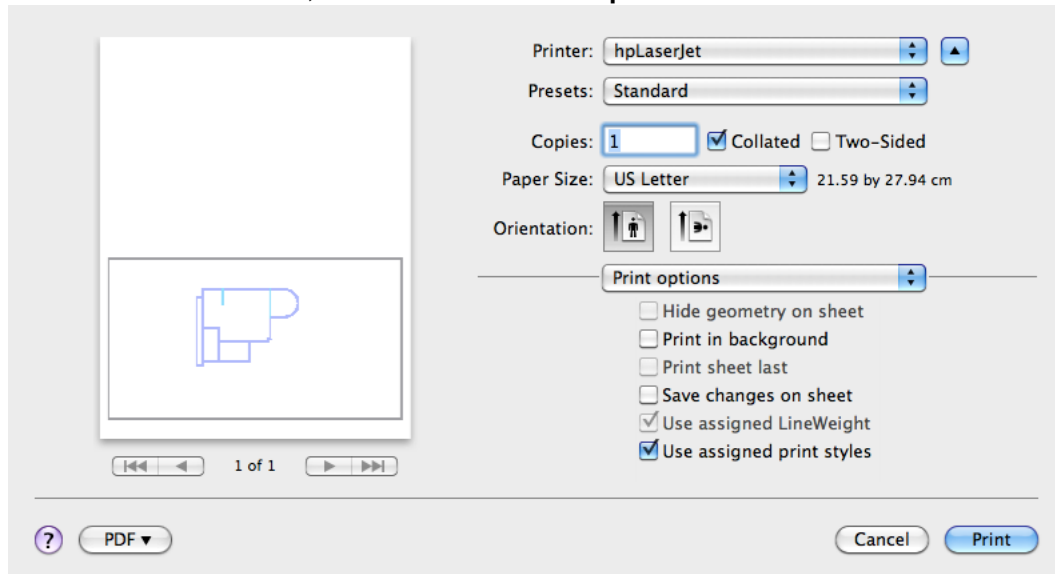 Printer: hpLaserJet
Presets: Standard
Copies: 1 Collated Two-Sided
Paper Size: US Letter 21.59 by 27.94 cm
Orientation:
Print options
Hide geometry on sheet
Print in background
Print sheet last
Save changes on sheet
Use assigned LineWeight
Use assigned print styles
1 of 1
? PDF Cancel Print